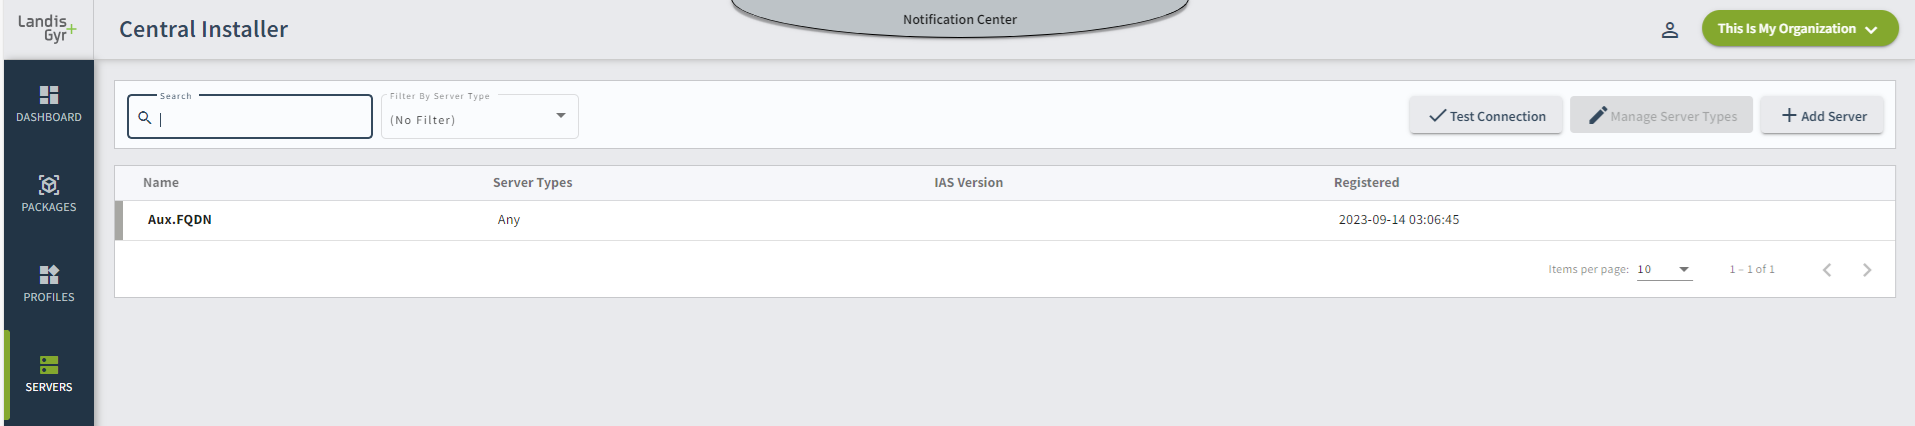 Landis
Gyr+
Central Installer
Notification Center
This Is My Organization
DASHBOARD
PACKAGES
PROFILES
SERVERS
Search
Filter By Server Type
(No Filter)
Test Connection
Manage Server Types
Add Server
Name Server Types IAS Version Registered
Aux.FQDN Any 2023-09-14 03:06:45
Items per page: 10 1 – 1 of 1